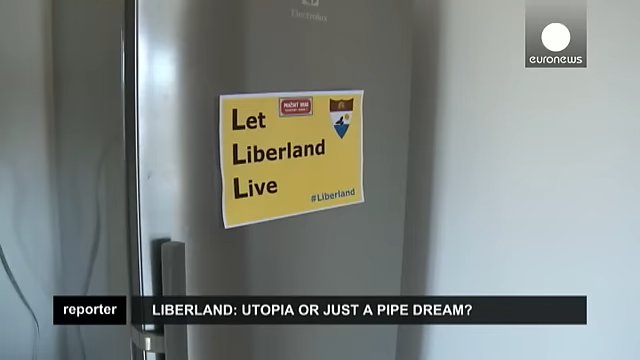 Electrolux
euronews
Let
Liberland
Live
#Liberland
reporter
LIBERLAND: UTOPIA OR JUST A PIPE DREAM?